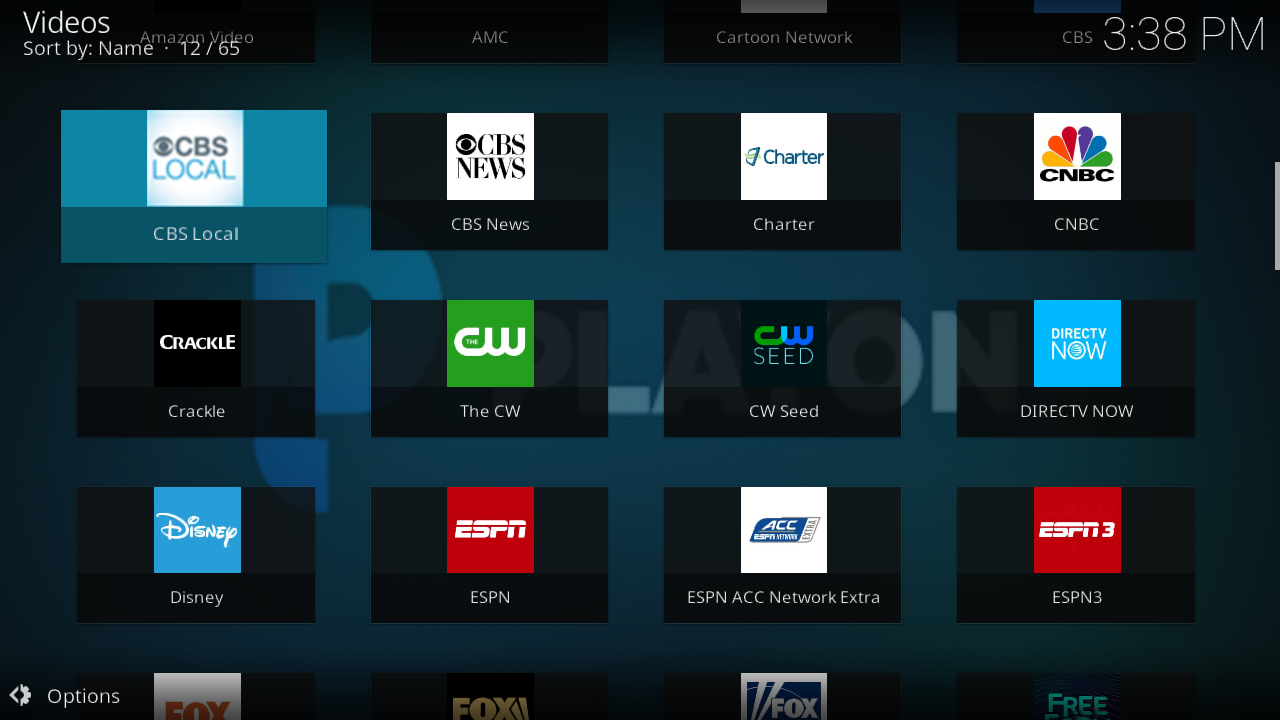 Videos
Sort by: Name · 12 / 65
3:38 PM
Amazon Video
AMC
Cartoon Network
CBS
CBS LOCAL
CBS NEWS
Charter
CNBC
CBS Local
CBS News
Charter
CNBC
CRACKLE
THE CW
CW SEED
DIRECTV NOW
PLAYON
Crackle
The CW
CW Seed
DIRECTV NOW
Disney
ESPN
ACC ESPN NETWORK EXTRA
ESPN 3
Disney
ESPN
ESPN ACC Network Extra
ESPN3
Options
FOX
FOX
FOX
FREE